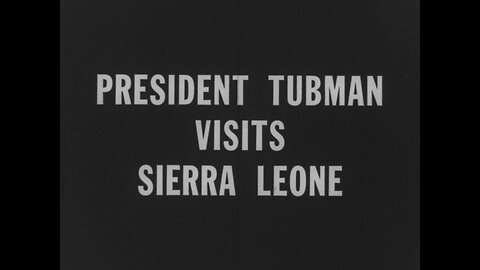 PRESIDENT TUBMAN
VISITS
SIERRA LEONE